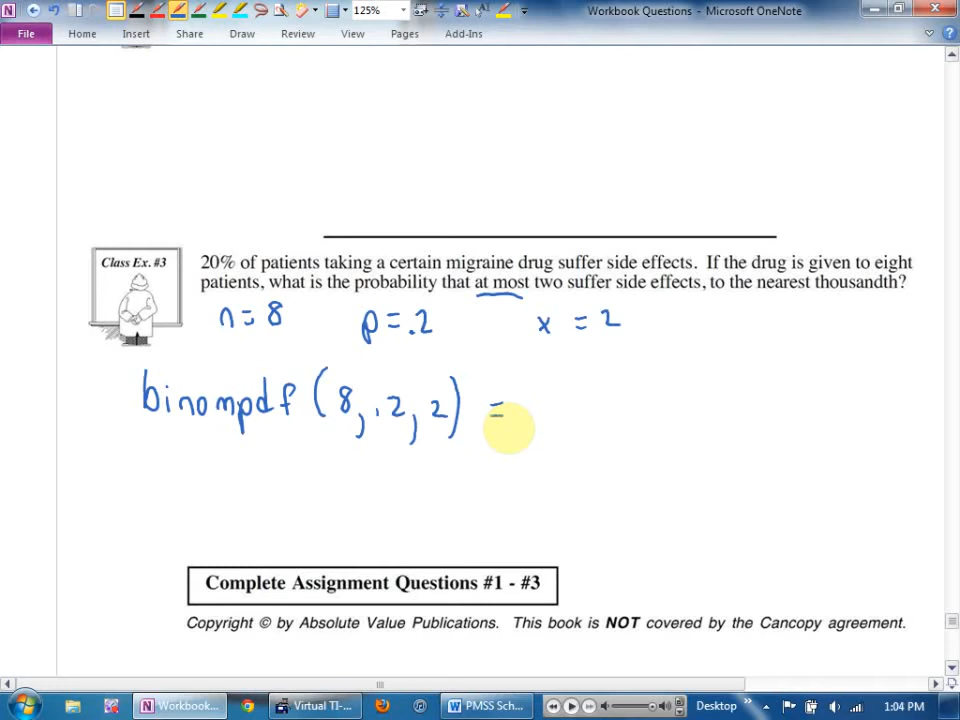 125%
Workbook Questions - Microsoft OneNote
File Home Insert Share Draw Review View Pages Add-Ins
Class Ex. #3
20% of patients taking a certain migraine drug suffer side effects. If the drug is given to eight
patients, what is the probability that at most two suffer side effects, to the nearest thousandth?
n = 8 p = .2 x = 2
binompdf (8, .2, 2) =
Complete Assignment Questions #1 - #3
Copyright © by Absolute Value Publications. This book is NOT covered by the Cancopy agreement.
Workbook... Virtual TI-... PMSS Sch... Desktop 1:04 PM